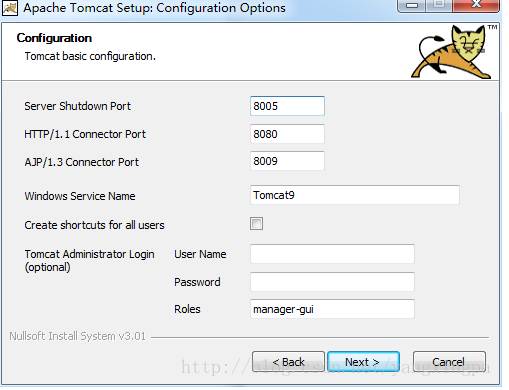 Apache Tomcat Setup: Configuration Options
Configuration
Tomcat basic configuration.
TM
Server Shutdown Port 8005
HTTP/1.1 Connector Port 8080
AJP/1.3 Connector Port 8009
Windows Service Name Tomcat9
Create shortcuts for all users
Tomcat Administrator Login User Name
(optional)
Password
Roles manager-gui
Nullsoft Install System v3.01
< Back Next > Cancel